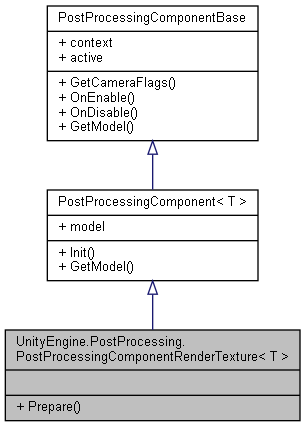 PostProcessingComponentBase
+ context
+ active
+ GetCameraFlags()
+ OnEnable()
+ OnDisable()
+ GetModel()
PostProcessingComponent< T >
+ model
+ Init()
+ GetModel()
UnityEngine.PostProcessing.
PostProcessingComponentRenderTexture< T >
+ Prepare()